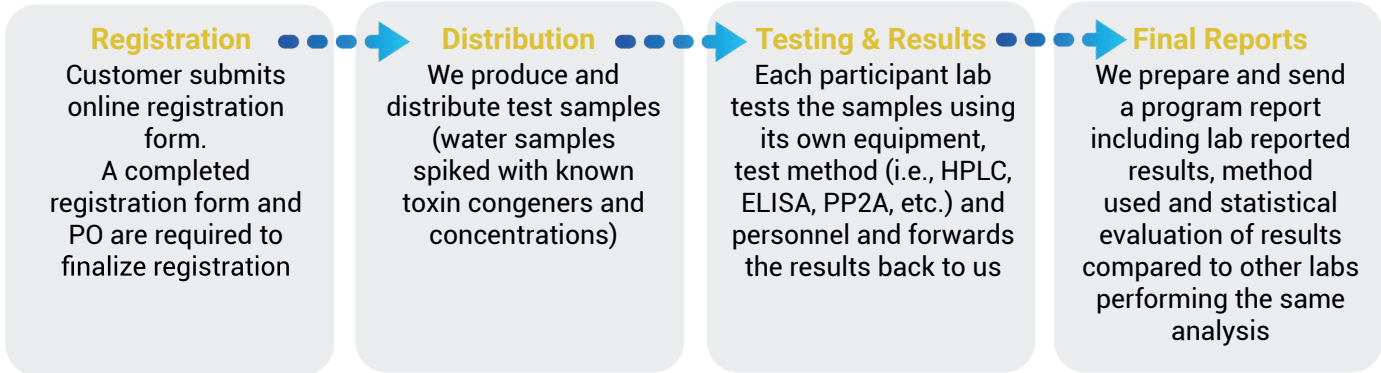 Registration
Customer submits
online registration
form.
A completed
registration form and
PO are required to
finalize registration
Distribution
We produce and
distribute test samples
(water samples
spiked with known
toxin congeners and
concentrations)
Testing & Results
Each participant lab
tests the samples using
its own equipment,
test method (i.e., HPLC,
ELISA, PP2A, etc.) and
personnel and forwards
the results back to us
Final Reports
We prepare and send
a program report
including lab reported
results, method
used and statistical
evaluation of results
compared to other labs
performing the same
analysis